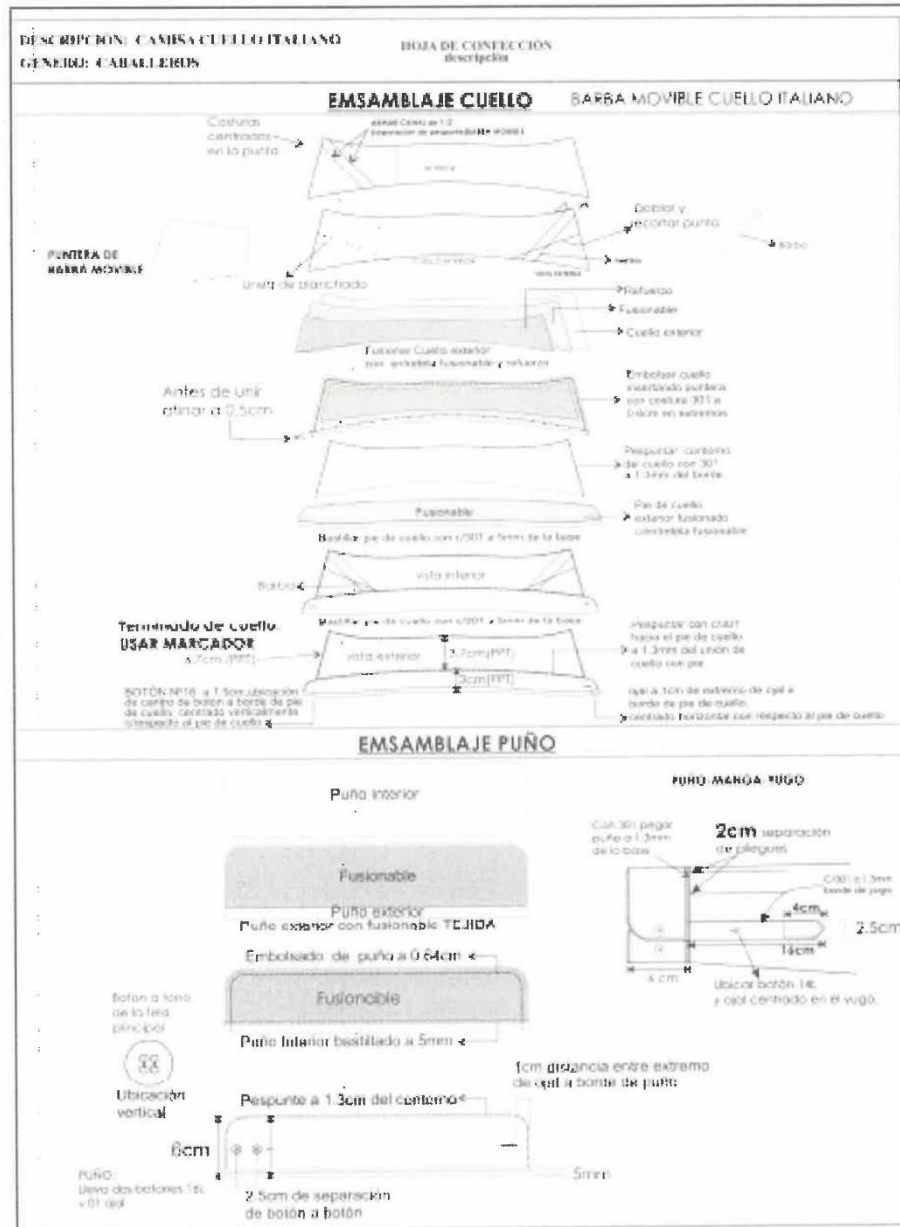 DESCRIPCIÓN: CAMISA CUELLO ITALIANO
GENERO: CABALLEROS
HOJA DE CONFECCIÓN
descripción
EMSAMBLAJE CUELLO
BARBA MOVIBLE CUELLO ITALIANO
Costuras
centradas
en la punta
Doblar y
recortar punta
Barba
PUNTERA DE
BARBA MOVIBLE
Linea de planchado
Refuerzo
Fusionable
Cuello exterior
Fusionar Cuello exterior
con entretela fusionable y refuerzo
Antes de unir
afinar a 0.5cm
Embolsar cuello
insertando puntera
con costura 301 a
0.6cm en extremos
Pespuntar contorno
de cuello con 301
a 1.3mm del borde
Fusionable
Pie de cuello
exterior fusionado
con entretela fusionable
Bastillar pie de cuello con c/301 a 5mm de la base
Barba
vista interior
Bastillar pie de cuello con c/301 a 5mm de la base
Terminado de cuello:
USAR MARCADOR
vista exterior
3cm(PPT)
Pespuntar con c/301
hacia el pie de cuello
a 1.3mm del unión de
cuello con pie
BOTÓN Nº18 a 1.5cm ubicación
de centro de botón a borde de pie
de cuello, centrado verticalmente
c/respecto al pie de cuello
ojal a 1cm de extremo de ojal a
borde de pie de cuello,
centrado horizontal con respecto al pie de cuello
EMSAMBLAJE PUÑO
Puño interior
Fusionable
Puño exterior
Puño exterior con fusionable TEJIDA
Embolsado de puño a 0.64cm
Fusionable
Puño Interior bastillado a 5mm
PUÑO-MANGA-YUGO
Con 301 pegar
puño a 1.3mm
de la base
2cm separación
de pliegues
C/301 a 1.3mm
borde de yugo
4cm
2.5cm
16cm
6cm
Ubicar botón 14L
y ojal centrado en el yugo.
Boton a tono
de la tela
principal
Ubicación
vertical
1cm distancia entre extremo
de ojal a borde de puño
Pespunte a 1.3cm del contorno
6cm
5mm
PUÑO:
Lleva dos botones 16L
y 01 ojal
2.5cm de separación
de botón a botón